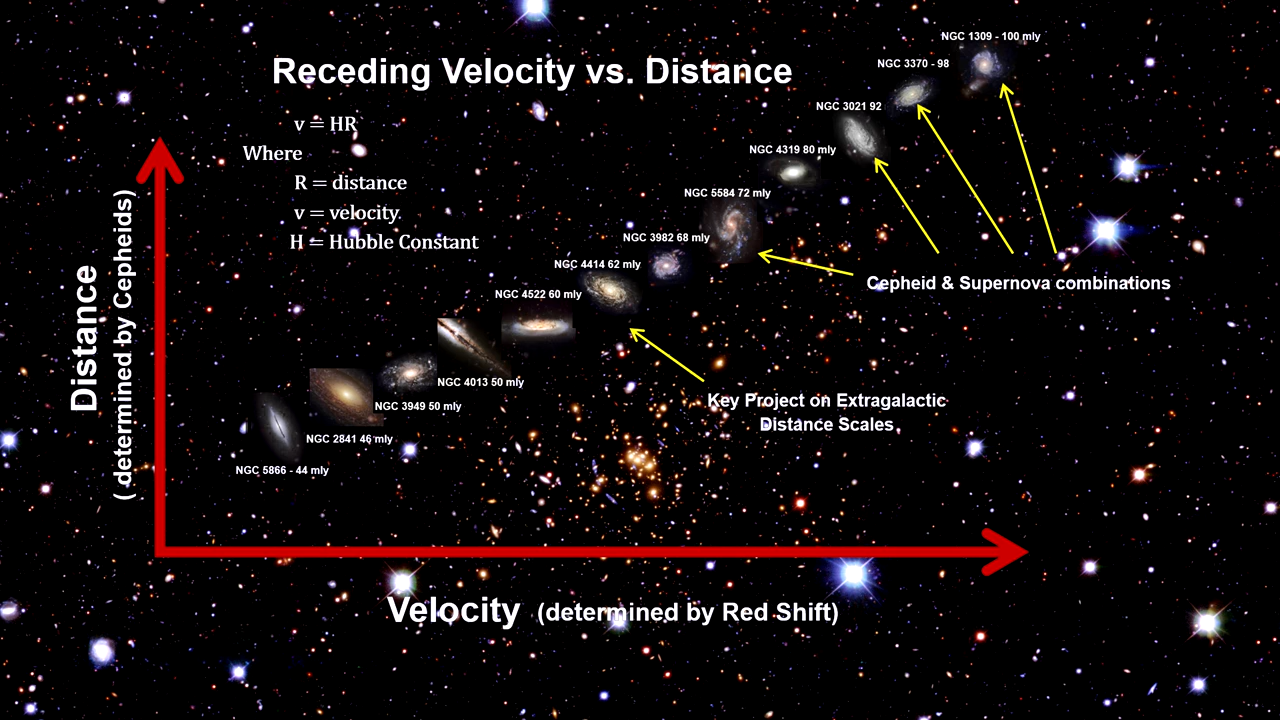 NGC 1309 - 100 mly
NGC 3370 - 98
Receding Velocity vs. Distance
NGC 3021 92
v = HR
Where
NGC 4319 80 mly
R = distance
NGC 5584 72 mly
v = velocity
H = Hubble Constant
NGC 3982 68 mly
NGC 4414 62 mly
Cepheid & Supernova combinations
NGC 4522 60 mly
Distance
( determined by Cepheids)
NGC 4013 50 mly
Key Project on Extragalactic
Distance Scales
NGC 3949 50 mly
NGC 2841 46 mly
NGC 5866 - 44 mly
Velocity (determined by Red Shift)